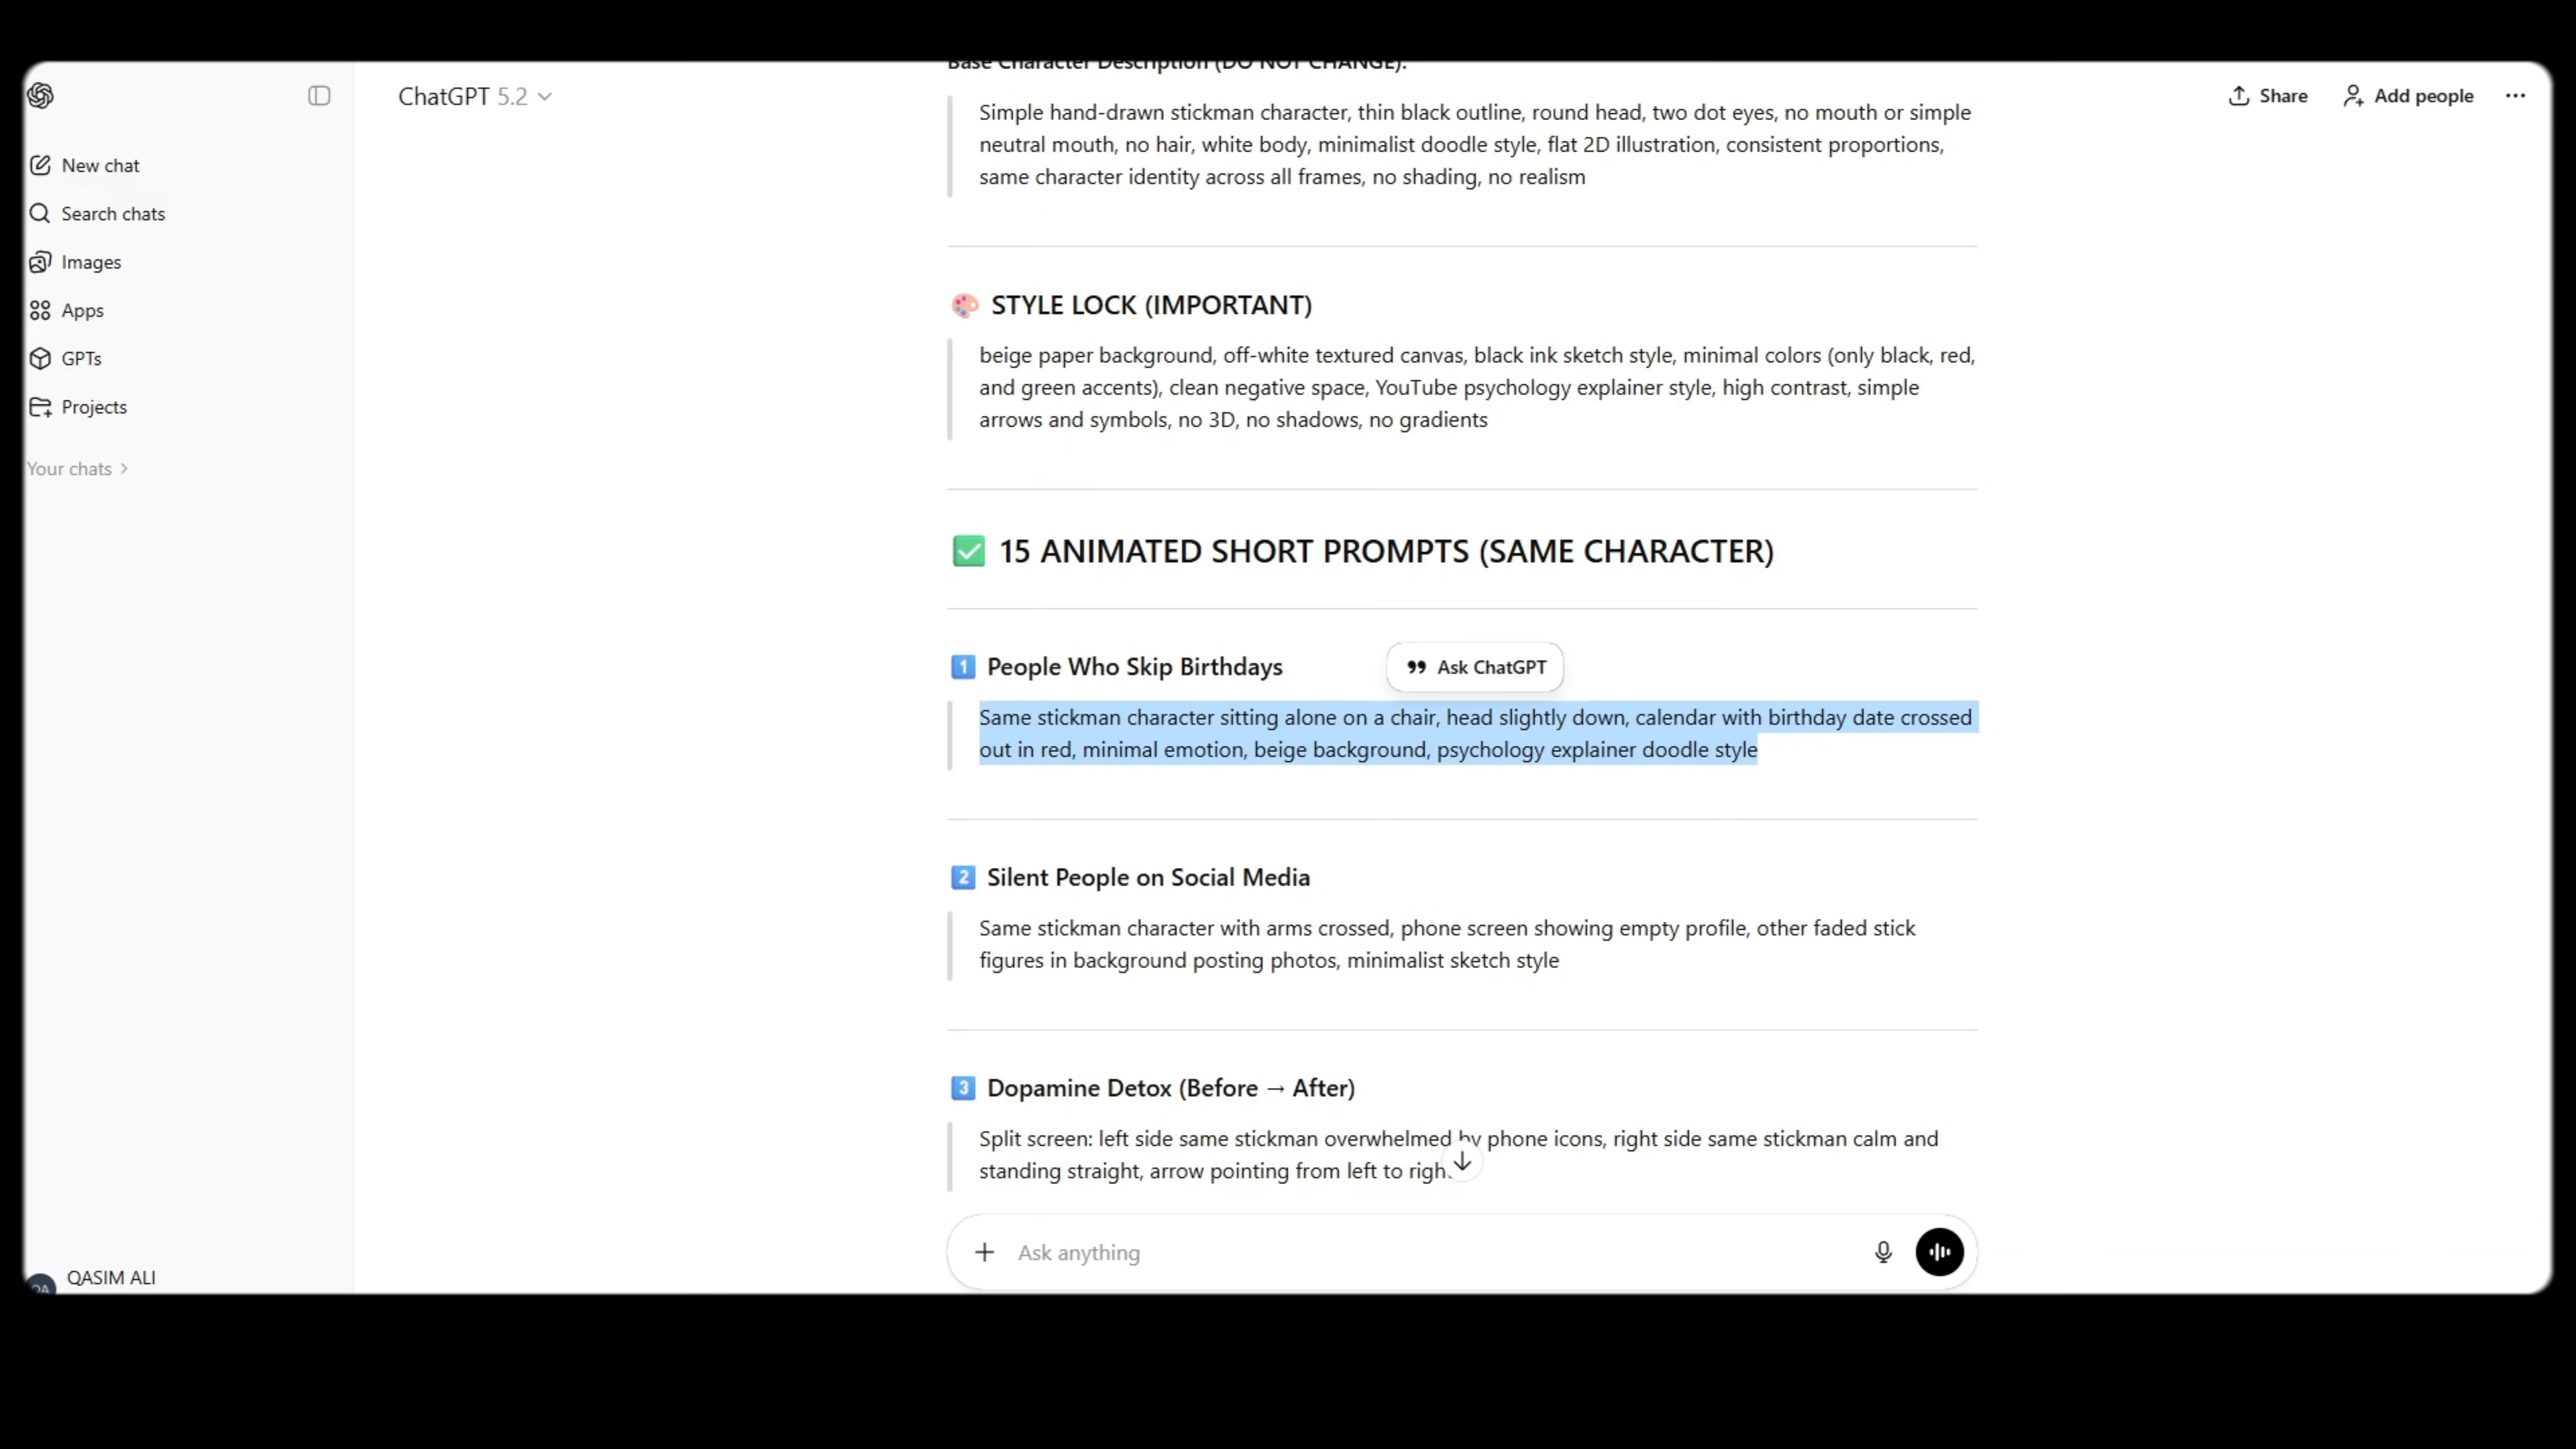 Base Character Description (DO NOT CHANGE):
ChatGPT 5.2
Share
Add people
New chat
Search chats
Images
Apps
GPTs
Projects
Your chats
Simple hand-drawn stickman character, thin black outline, round head, two dot eyes, no mouth or simple
neutral mouth, no hair, white body, minimalist doodle style, flat 2D illustration, consistent proportions,
same character identity across all frames, no shading, no realism
🎨 STYLE LOCK (IMPORTANT)
beige paper background, off-white textured canvas, black ink sketch style, minimal colors (only black, red,
and green accents), clean negative space, YouTube psychology explainer style, high contrast, simple
arrows and symbols, no 3D, no shadows, no gradients
✅ 15 ANIMATED SHORT PROMPTS (SAME CHARACTER)
1️⃣ People Who Skip Birthdays
Ask ChatGPT
Same stickman character sitting alone on a chair, head slightly down, calendar with birthday date crossed
out in red, minimal emotion, beige background, psychology explainer doodle style
2️⃣ Silent People on Social Media
Same stickman character with arms crossed, phone screen showing empty profile, other faded stick
figures in background posting photos, minimalist sketch style
3️⃣ Dopamine Detox (Before → After)
Split screen: left side same stickman overwhelmed by phone icons, right side same stickman calm and
standing straight, arrow pointing from left to right
Ask anything
QASIM ALI
QA